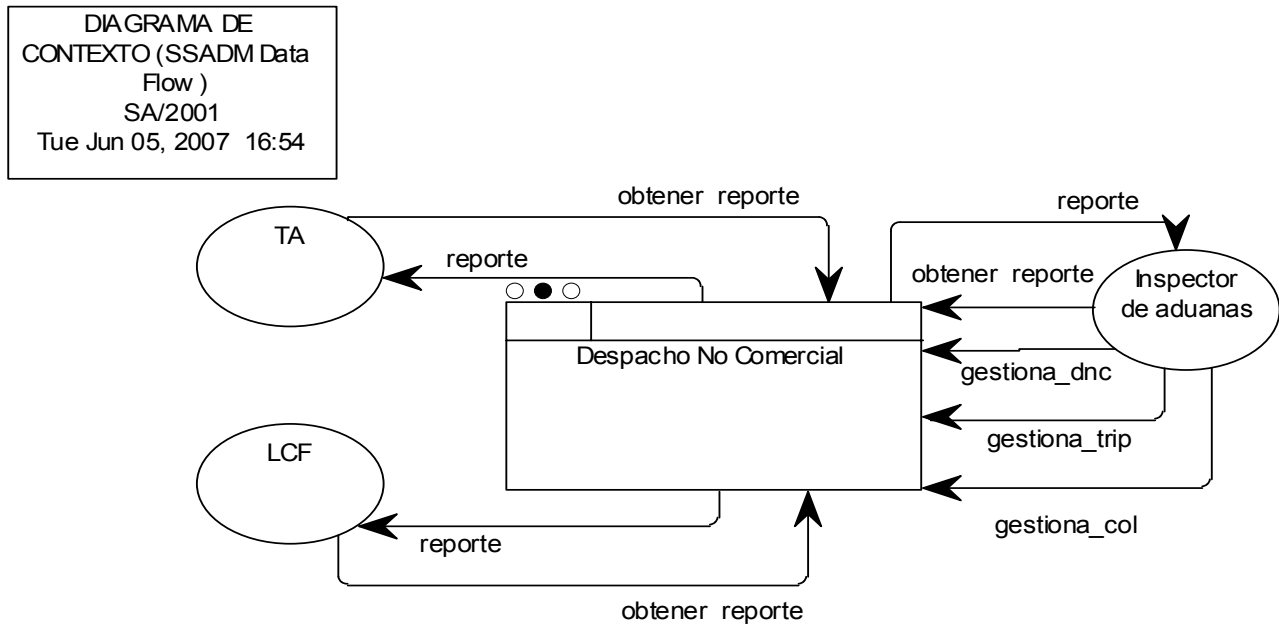 DIAGRAMA DE
CONTEXTO (SSADM Data
Flow )
SA/2001
Tue Jun 05, 2007 16:54
obtener reporte
reporte
TA
reporte
obtener reporte
Inspector
de aduanas
Despacho No Comercial
gestiona_dnc
gestiona_trip
LCF
gestiona_col
reporte
obtener reporte